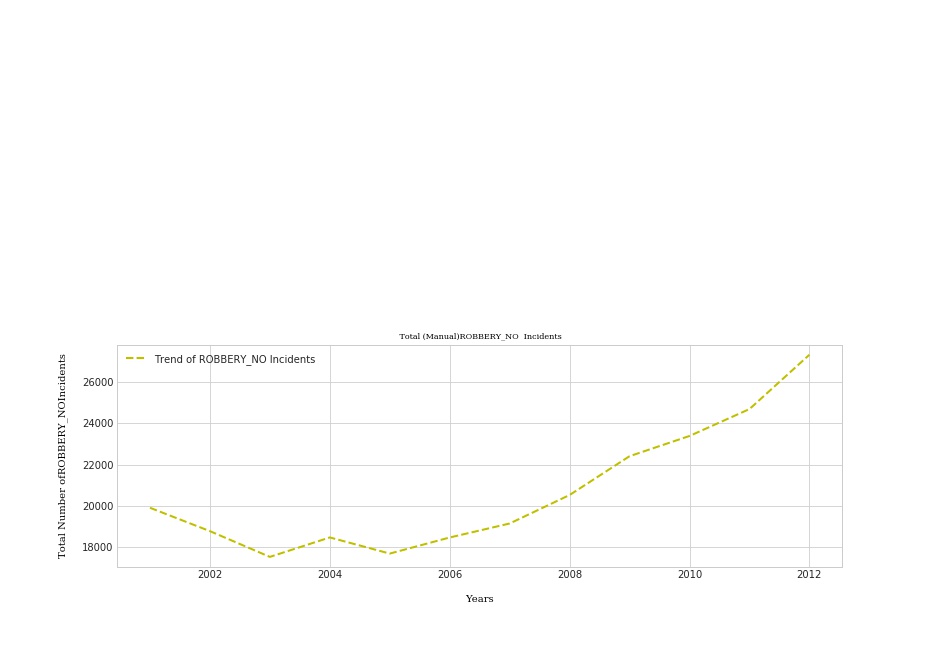 Total (Manual)ROBBERY_NO  Incidents
Trend of ROBBERY_NO Incidents
Total Number ofROBBERY_NOIncidents
26000
24000
22000
20000
18000
2002 2004 2006 2008 2010 2012
Years